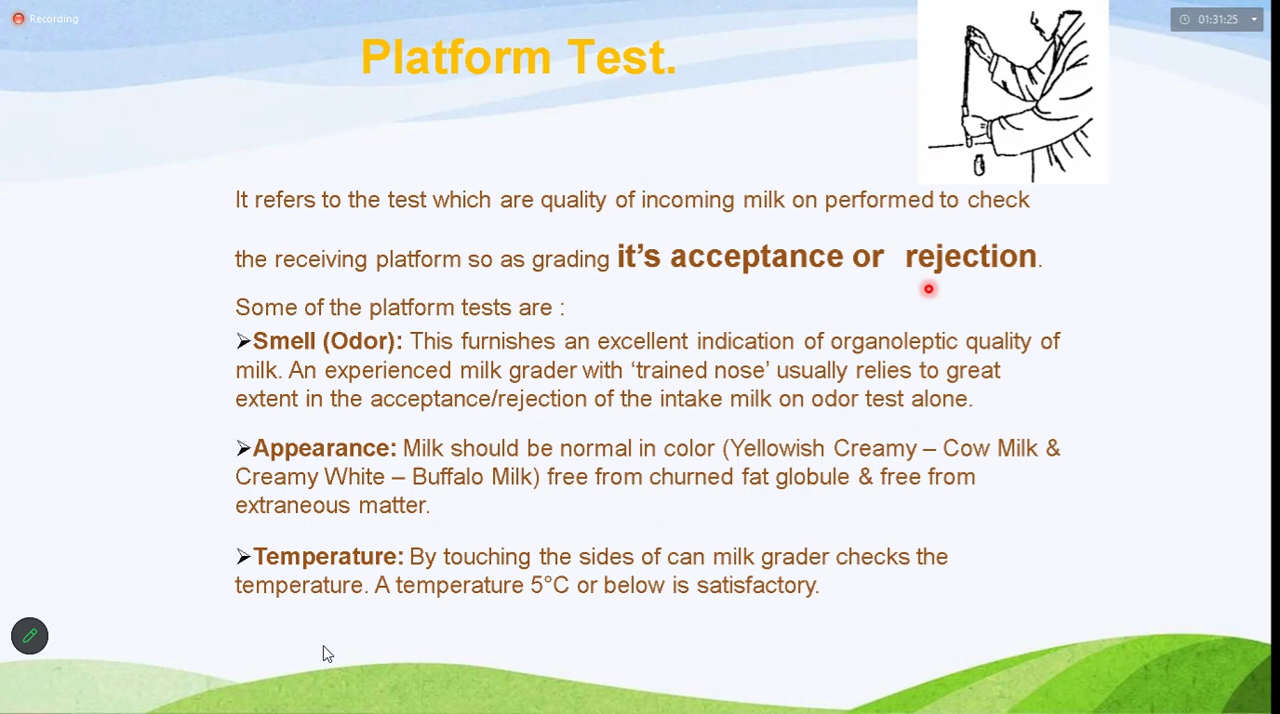 Recording
01:31:25
Platform Test.
It refers to the test which are quality of incoming milk on performed to check
the receiving platform so as grading it’s acceptance or rejection.
Some of the platform tests are :
➢Smell (Odor): This furnishes an excellent indication of organoleptic quality of
milk. An experienced milk grader with ‘trained nose’ usually relies to great
extent in the acceptance/rejection of the intake milk on odor test alone.
➢Appearance: Milk should be normal in color (Yellowish Creamy – Cow Milk &
Creamy White – Buffalo Milk) free from churned fat globule & free from
extraneous matter.
➢Temperature: By touching the sides of can milk grader checks the
temperature. A temperature 5°C or below is satisfactory.